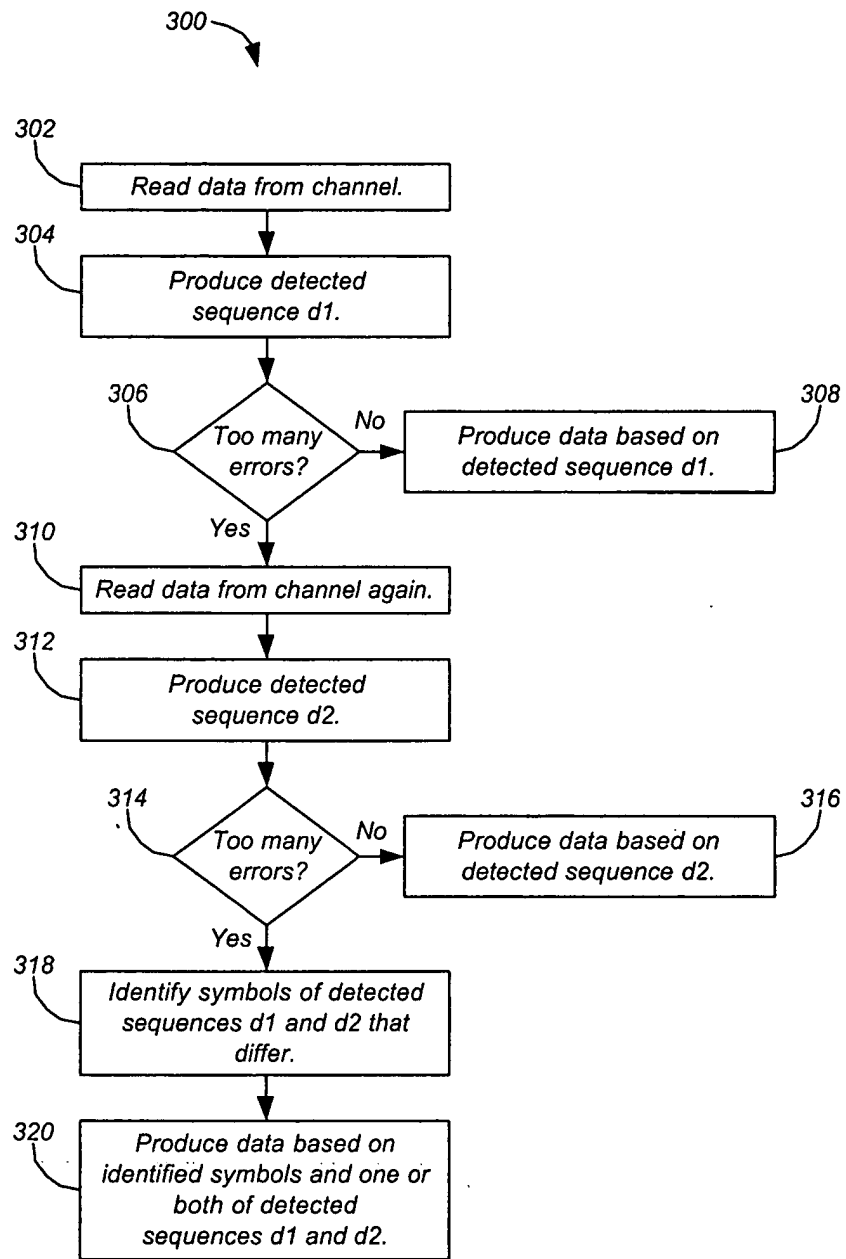 300
302
Read data from channel.
304
Produce detected
sequence d1.
306
Too many
errors?
No
308
Produce data based on
detected sequence d1.
Yes
310
Read data from channel again.
312
Produce detected
sequence d2.
314
Too many
errors?
No
316
Produce data based on
detected sequence d2.
Yes
318
Identify symbols of detected
sequences d1 and d2 that
differ.
320
Produce data based on
identified symbols and one or
both of detected
sequences d1 and d2.